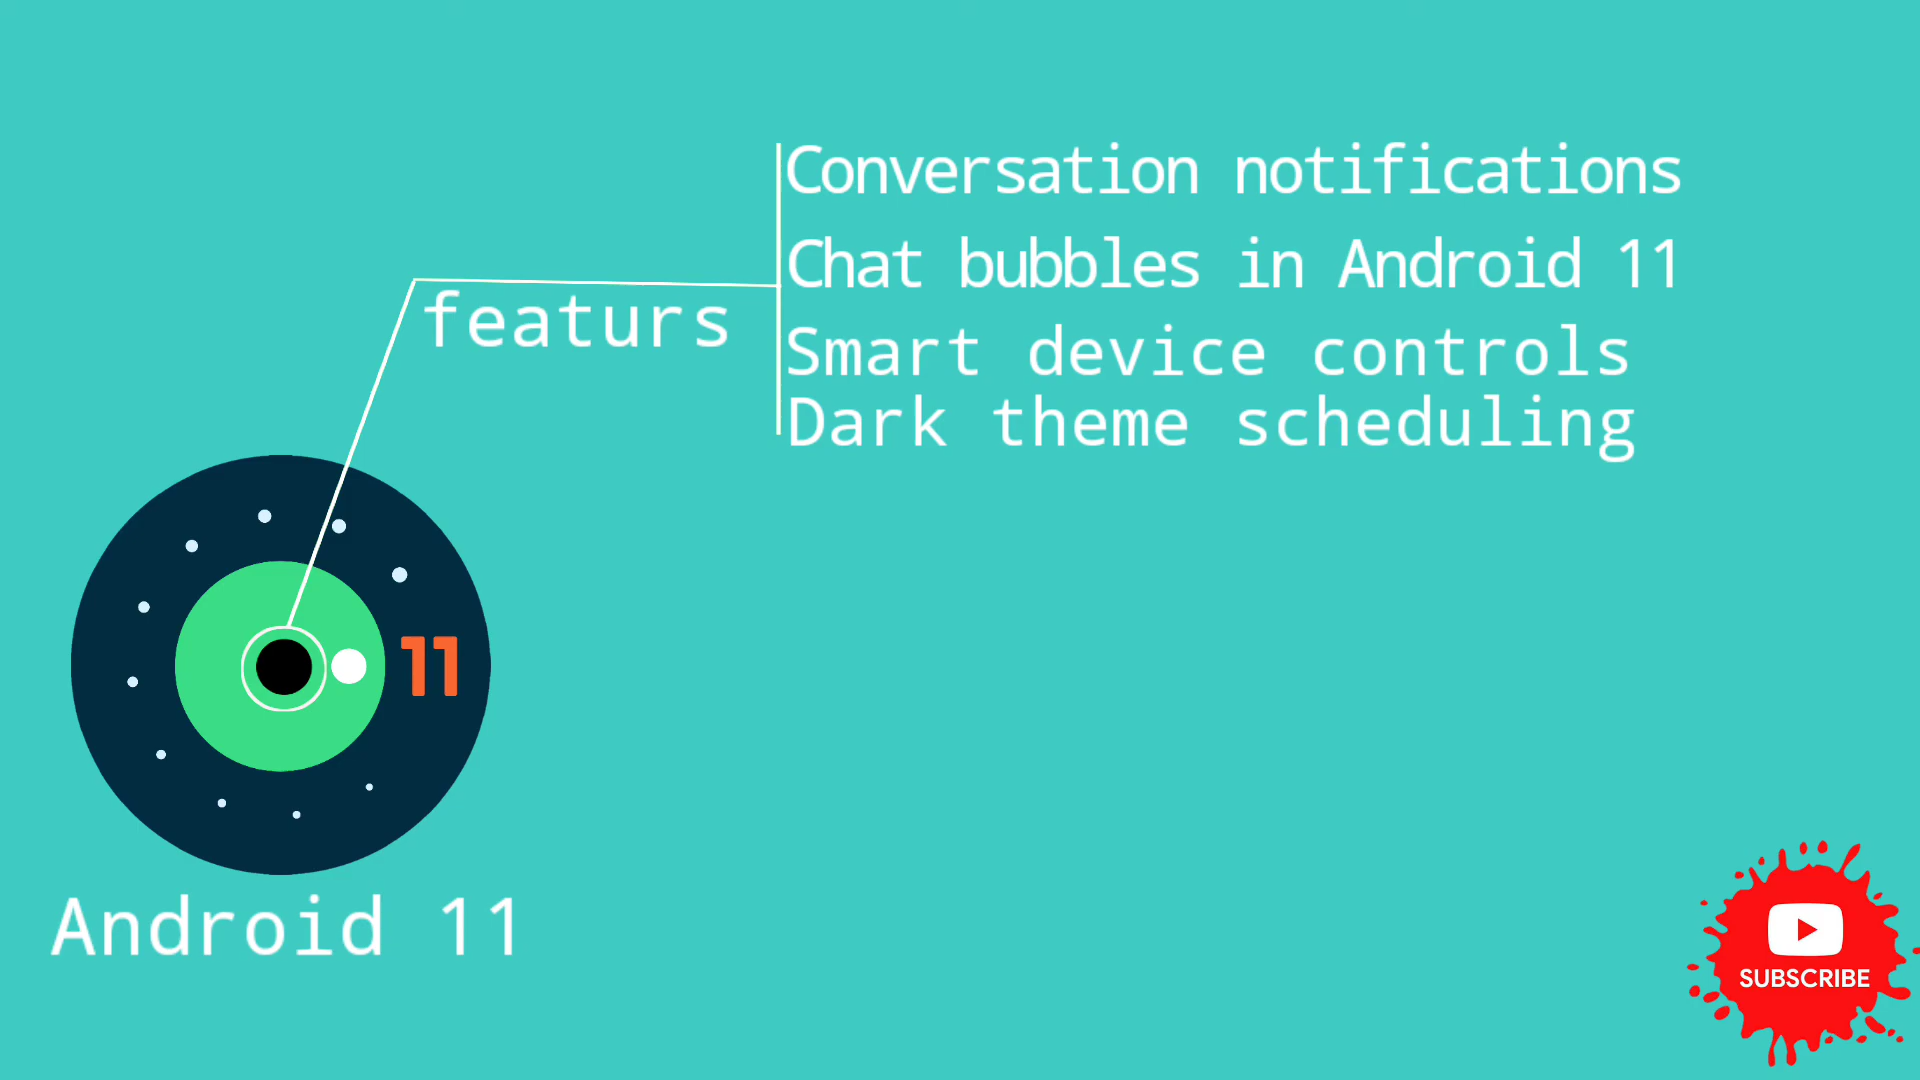 Conversation notifications
Chat bubbles in Android 11
featurs
Smart device controls
Dark theme scheduling
11
Android 11
SUBSCRIBE